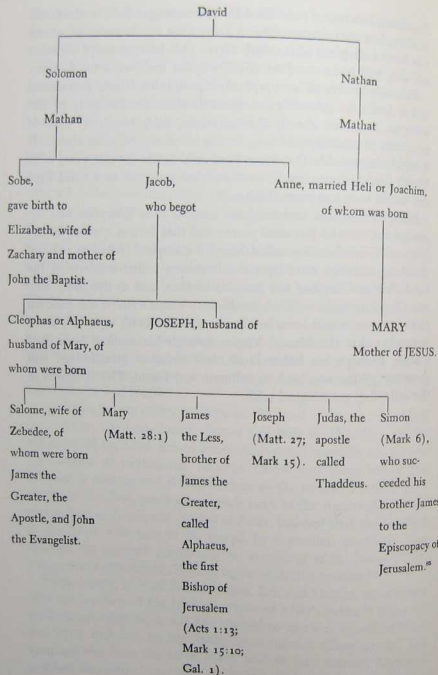 David
Solomon
Nathan
Mathan
Mathat
Sobe,
gave birth to
Elizabeth, wife of
Zachary and mother of
John the Baptist.
Jacob,
who begot
Anne, married Heli or Joachim,
of whom was born
Cleophas or Alphaeus,
husband of Mary, of
whom were born
JOSEPH, husband of
MARY
Mother of JESUS.
Salome, wife of
Zebedee, of
whom were born
James the
Greater, the
Apostle, and John
the Evangelist.
Mary
(Matt. 28:1)
James
the Less,
brother of
James the
Greater,
called
Alphaeus,
the first
Bishop of
Jerusalem
(Acts 1:13;
Mark 15:10;
Gal. 1).
Joseph
(Matt. 27;
Mark 15).
Judas, the
apostle
called
Thaddeus.
Simon
(Mark 6),
who suc-
ceeded his
brother James
to the
Episcopacy of
Jerusalem.